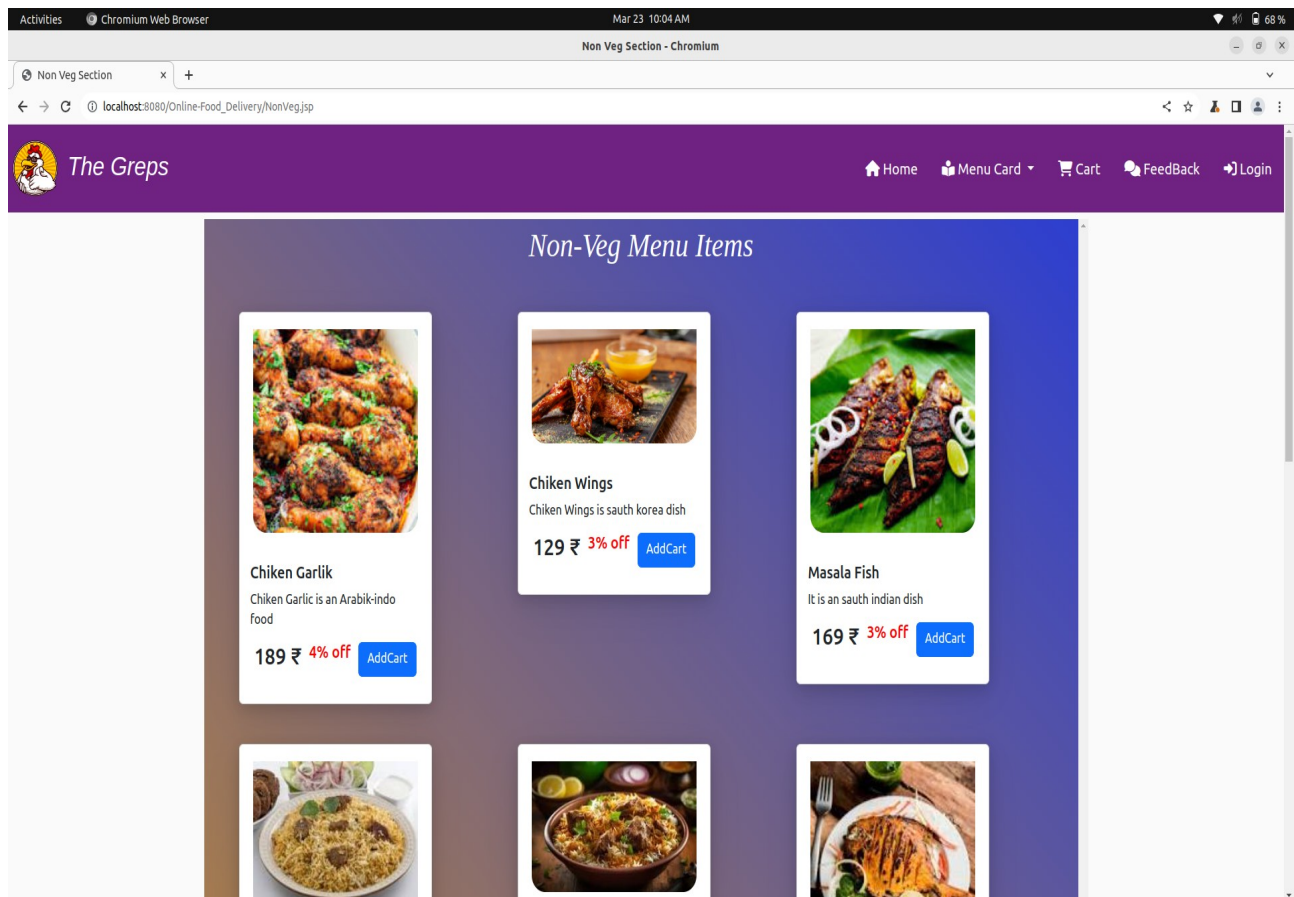 Activities Chromium Web Browser Mar 23 10:04 AM 68 %
Non Veg Section - Chromium
Non Veg Section
localhost:8080/Online-Food_Delivery/NonVeg.jsp
The Greps Home Menu Card Cart FeedBack Login
Non-Veg Menu Items
Chiken Garlik
Chiken Garlic is an Arabik-indo
food
189 ₹ 4% off AddCart
Chiken Wings
Chiken Wings is sauth korea dish
129 ₹ 3% off AddCart
Masala Fish
It is an sauth indian dish
169 ₹ 3% off AddCart